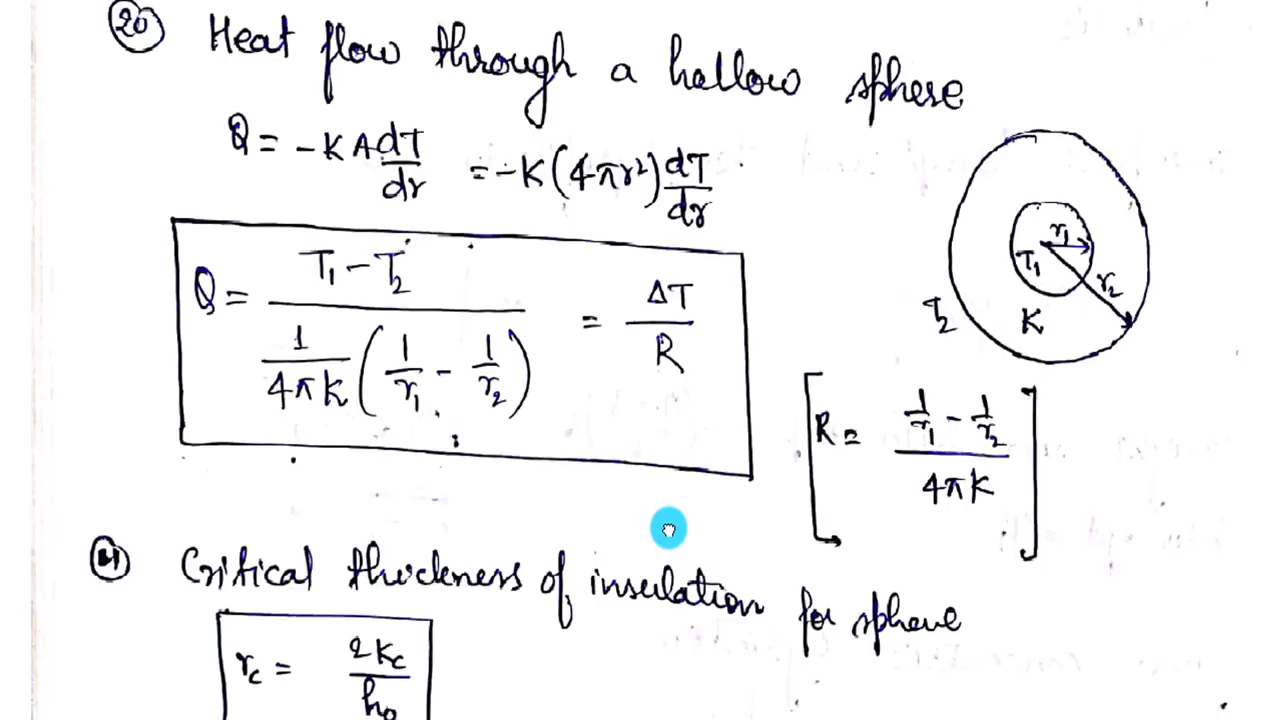 20 Heat flow through a hollow sphere
Q = -K A dT/dr = -K(4πr²) dT/dr
Q = (T₁ - T₂) / (1/4πK (1/r₁ - 1/r₂)) = ΔT/R
r₁
T₁
r₂
T₂
K
[R = (1/r₁ - 1/r₂) / 4πK]
21 Critical thickness of insulation for sphere
r_c = 2K_c / h₀